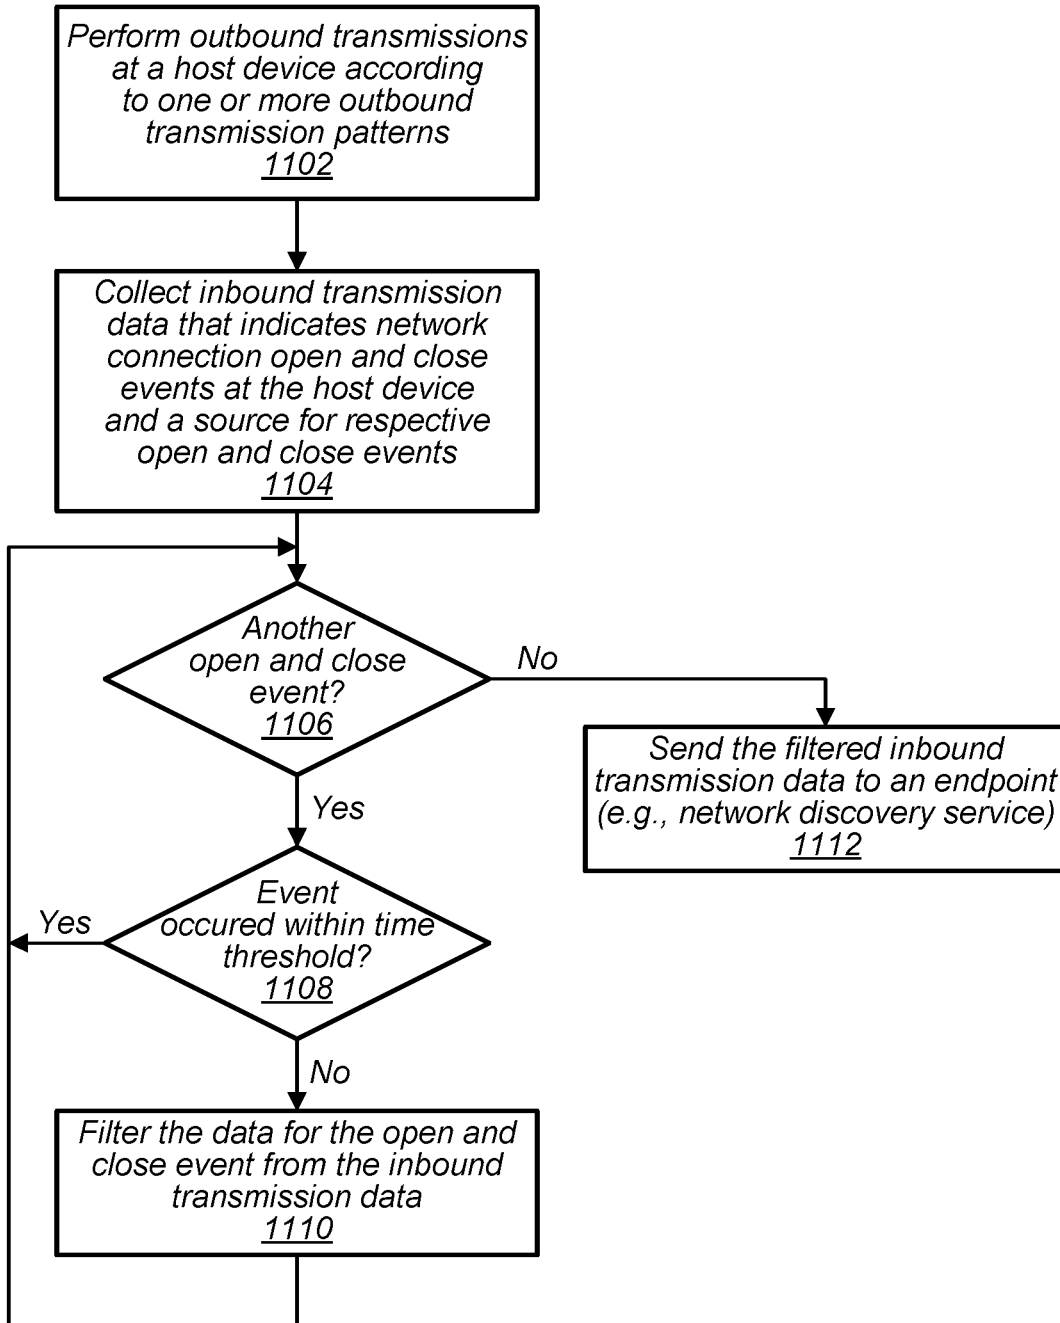 Perform outbound transmissions
at a host device according
to one or more outbound
transmission patterns
1102
Collect inbound transmission
data that indicates network
connection open and close
events at the host device
and a source for respective
open and close events
1104
Another
open and close
event?
1106
No
Send the filtered inbound
transmission data to an endpoint
(e.g., network discovery service)
1112
Yes
Event
occured within time
threshold?
1108
Yes
No
Filter the data for the open and
close event from the inbound
transmission data
1110